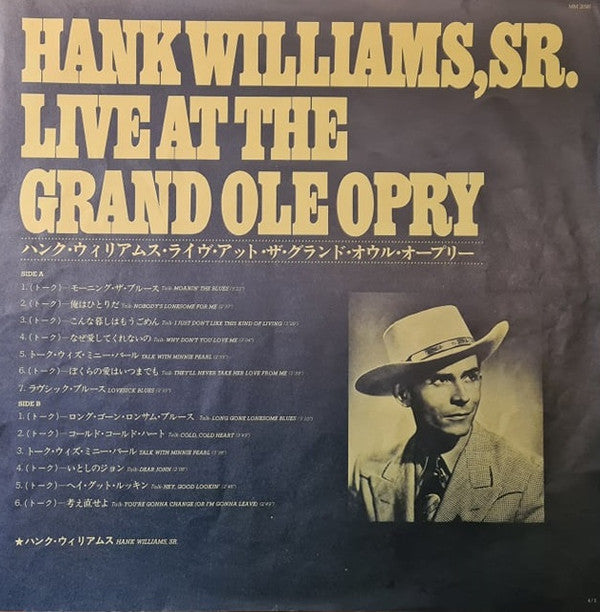 HANK WILLIAMS, SR.
LIVE AT THE
GRAND OLE OPRY
ハンク・ウィリアムス・ライヴ・アット・ザ・グランド・オウル・オープリー
SIDE A
1. (トーク)—モーニング・ザ・ブルース Talk-MOANIN' THE BLUES
2. (トーク)—俺はひとりだ Talk-NOBODY'S LONESOME FOR ME
3. (トーク)—こんな暮しはもうごめん Talk-I JUST DON'T LIKE THIS KIND OF LIVING
4. (トーク)—なぜ愛してくれないの Talk-WHY DON'T YOU LOVE ME
5. トーク・ウィズ・ミニー・パール TALK WITH MINNIE PEARL
6. (トーク)—ぼくらの愛はいつまでも Talk-THEY'LL NEVER TAKE HER LOVE FROM ME
7. ラヴシック・ブルース LOVESICK BLUES
SIDE B
1. (トーク)—ロング・ゴーン・ロンサム・ブルース Talk-LONG GONE LONESOME BLUES
2. (トーク)—コールド・コールド・ハート Talk-COLD, COLD HEART
3. トーク・ウィズ・ミニー・パール TALK WITH MINNIE PEARL
4. (トーク)—いとしのジョン Talk-DEAR JOHN
5. (トーク)—ヘイ・グット・ルッキン Talk-HEY, GOOD LOOKIN'
6. (トーク)—考え直せよ Talk-YOU'RE GONNA CHANGE (OR I'M GONNA LEAVE)
★ハンク・ウィリアムス HANK WILLIAMS, SR.